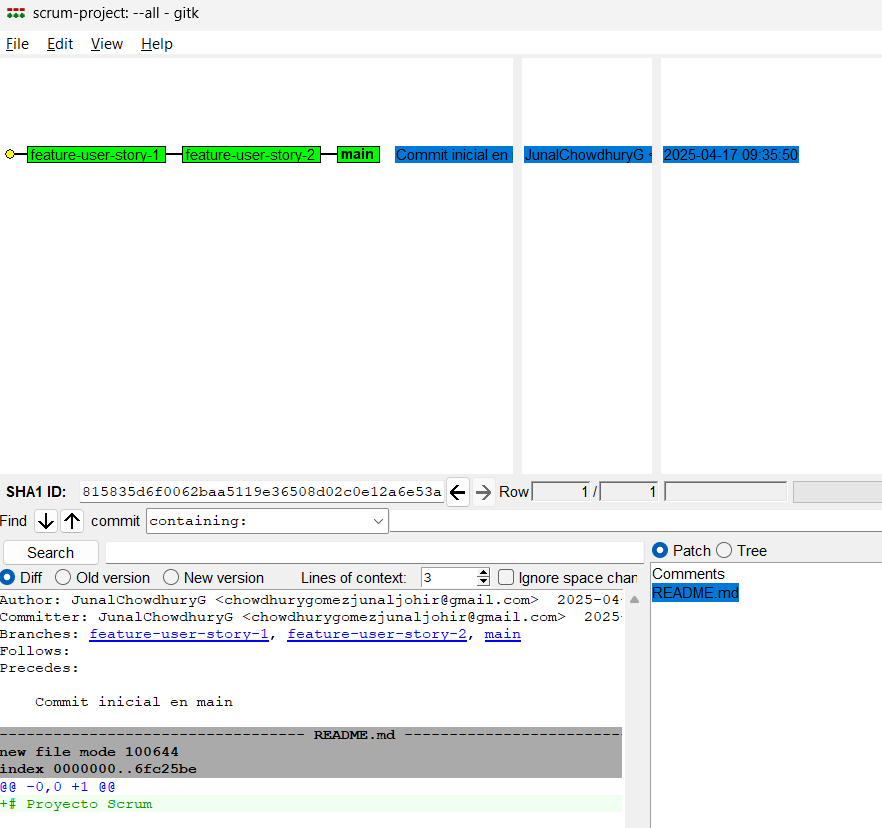 scrum-project: --all - gitk
File Edit View Help
feature-user-story-1 feature-user-story-2 main Commit inicial en JunalChowdhuryG < 2025-04-17 09:35:50
SHA1 ID: 815835d6f0062baa5119e36508d02c0e12a6e53a Row 1 / 1
Find commit containing:
Search
Patch Tree
Diff Old version New version Lines of context: 3 Ignore space chan
Comments
README.md
Author: JunalChowdhuryG <chowdhurygomezjunaljohir@gmail.com> 2025-04-
Committer: JunalChowdhuryG <chowdhurygomezjunaljohir@gmail.com> 2025-
Branches: feature-user-story-1, feature-user-story-2, main
Follows:
Precedes:
Commit inicial en main
--------------------------------- README.md ---------------------------
new file mode 100644
index 0000000..6fc25be
@@ -0,0 +1 @@
+# Proyecto Scrum